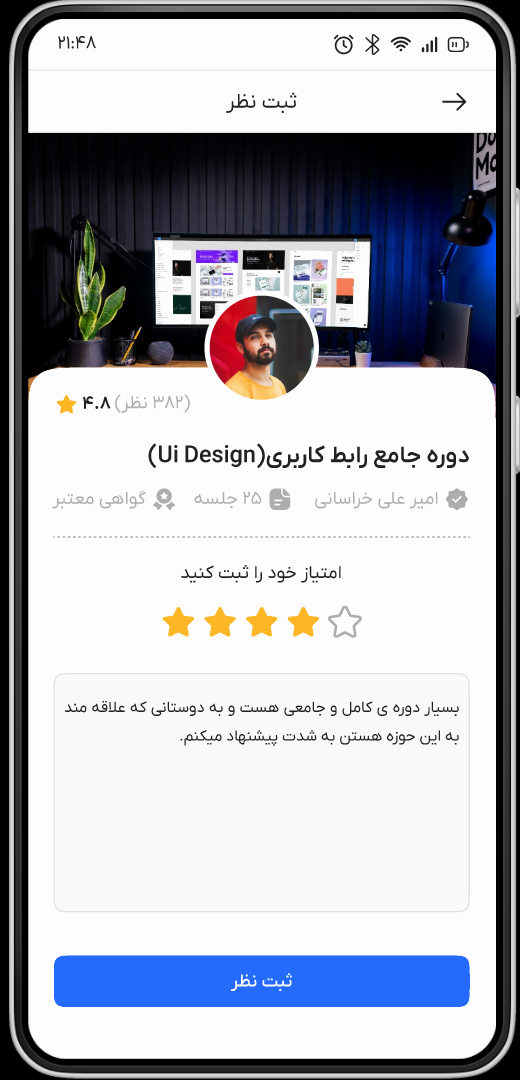 ۲۱:۴۸
ثبت نظر
Do
Mo
۴.۸ (۳۸۲ نظر)
دوره جامع رابط کاربری(Ui Design)
امیر علی خراسانی ۲۵ جلسه گواهی معتبر
امتیاز خود را ثبت کنید
بسیار دوره ی کامل و جامعی هست و به دوستانی که علاقه مند
به این حوزه هستن به شدت پیشنهاد میکنم.
ثبت نظر